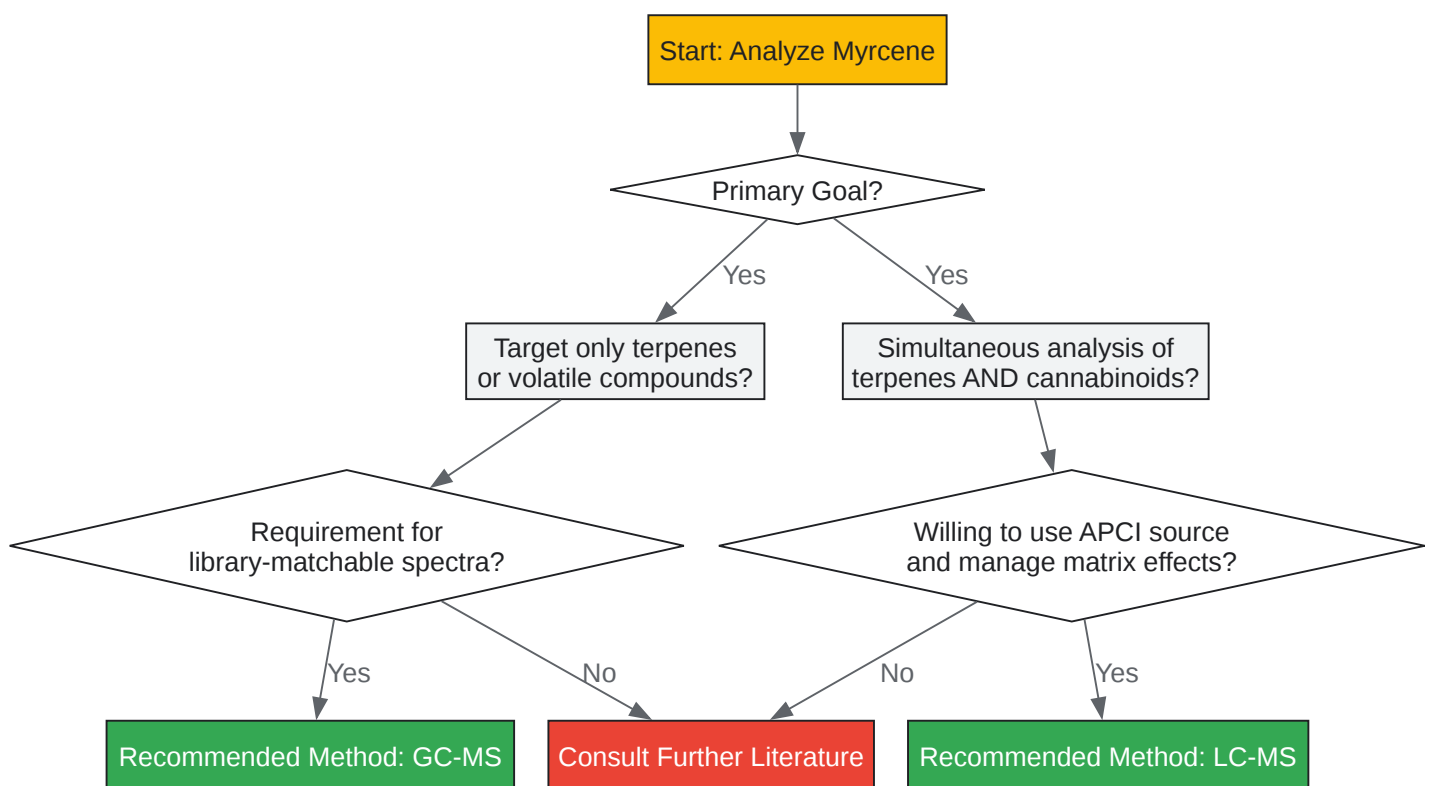 Start: Analyze Myrcene
Primary Goal?
Yes
Yes
Target only terpenes
or volatile compounds?
Simultaneous analysis of
terpenes AND cannabinoids?
Requirement for
library-matchable spectra?
Willing to use APCI source
and manage matrix effects?
Yes
No
No
Yes
Recommended Method: GC-MS
Consult Further Literature
Recommended Method: LC-MS